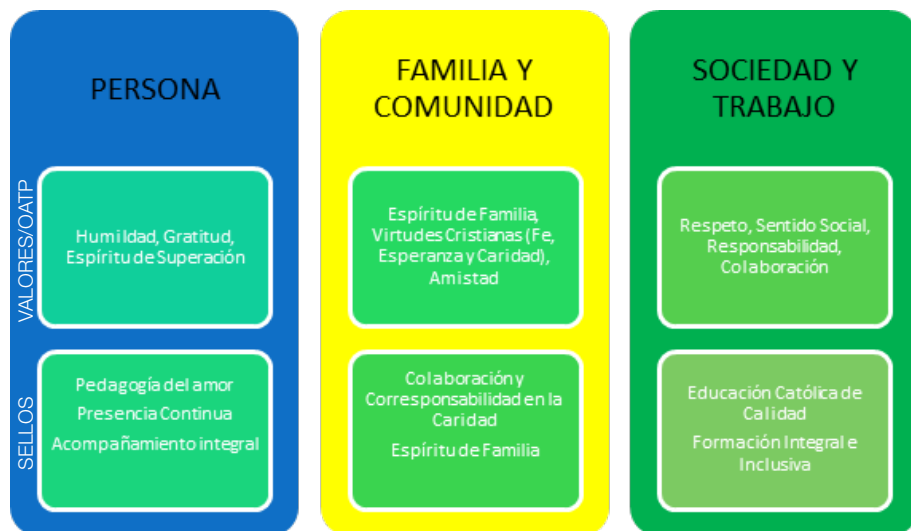 PERSONA
VALORES/OATP
Humildad, Gratitud,
Espíritu de Superación
SELLOS
Pedagogía del amor
Presencia Continua
Acompañamiento integral
FAMILIA Y
COMUNIDAD
Espíritu de Familia,
Virtudes Cristianas (Fe,
Esperanza y Caridad),
Amistad
Colaboración y
Corresponsabilidad en la
Caridad
Espíritu de Familia
SOCIEDAD Y
TRABAJO
Respeto, Sentido Social,
Responsabilidad,
Colaboración
Educación Católica de
Calidad
Formación Integral e
Inclusiva